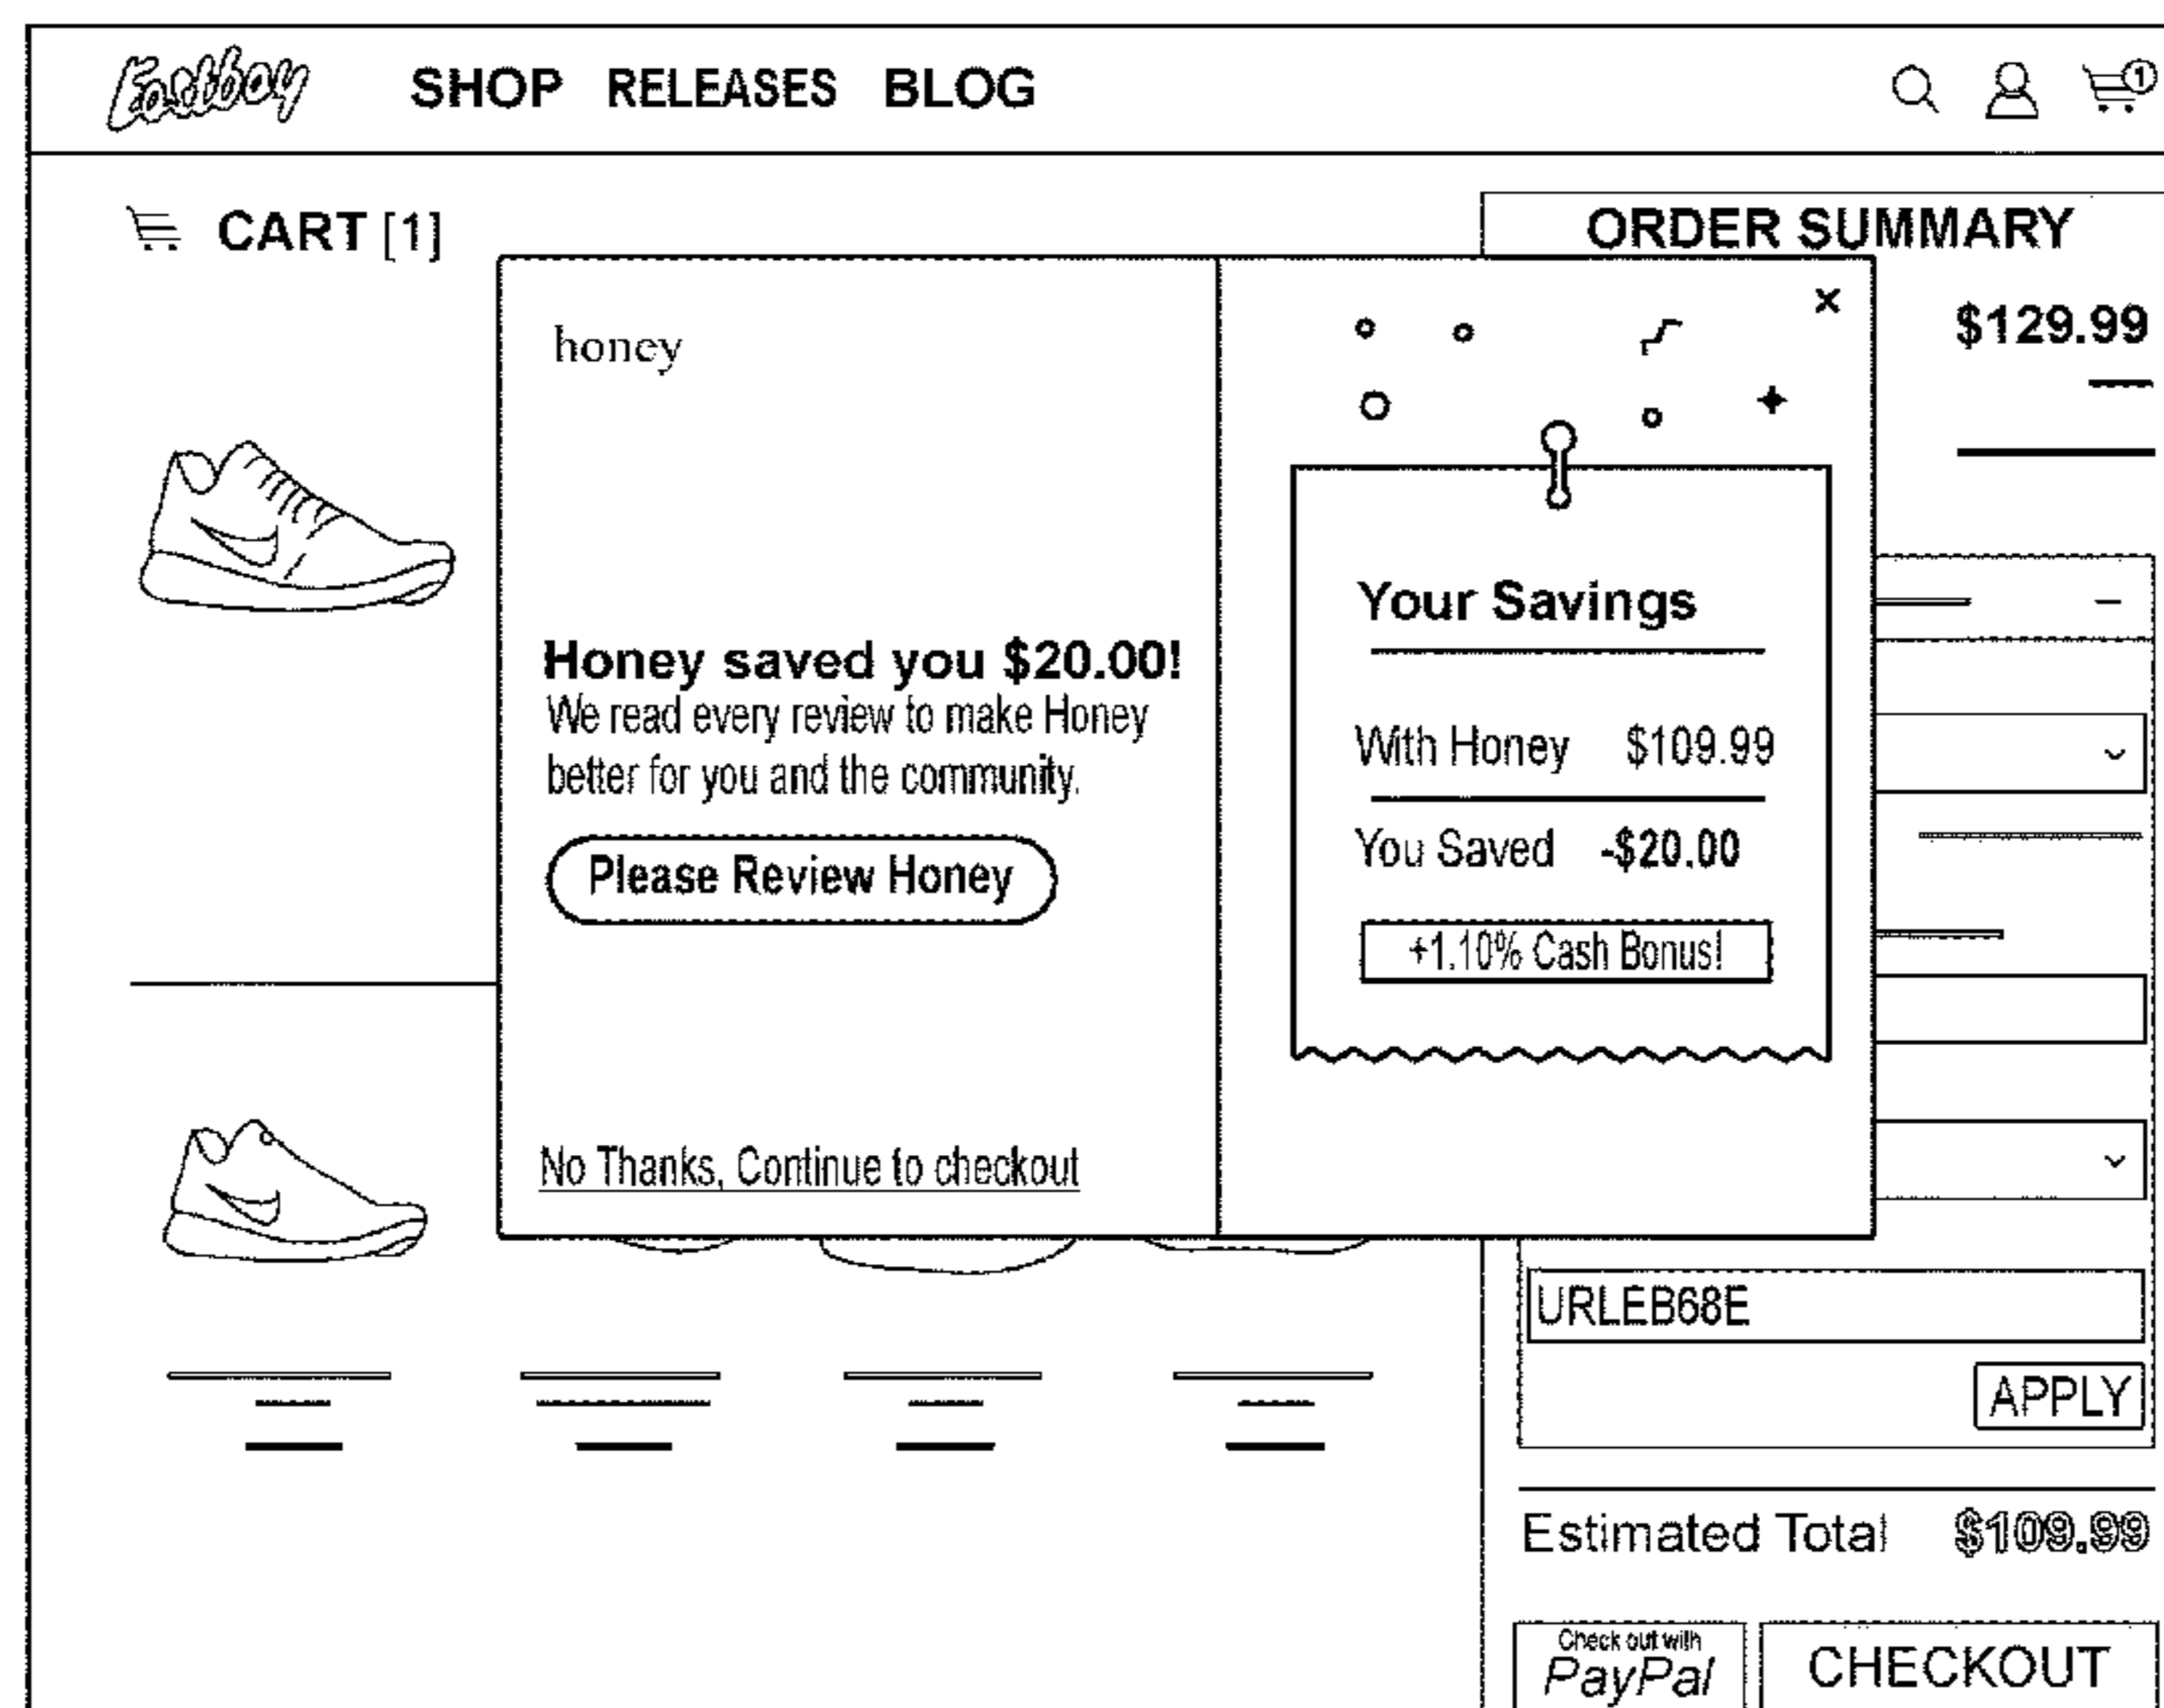 Eastbay
SHOP RELEASES BLOG
1
CART [1]
ORDER SUMMARY
$129.99
honey
Honey saved you $20.00!
We read every review to make Honey
better for you and the community.
Please Review Honey
No Thanks, Continue to checkout
Your Savings
With Honey $109.99
You Saved -$20.00
+1.10% Cash Bonus!
URLEB68E
APPLY
Estimated Total $109.99
Check out with
PayPal
CHECKOUT